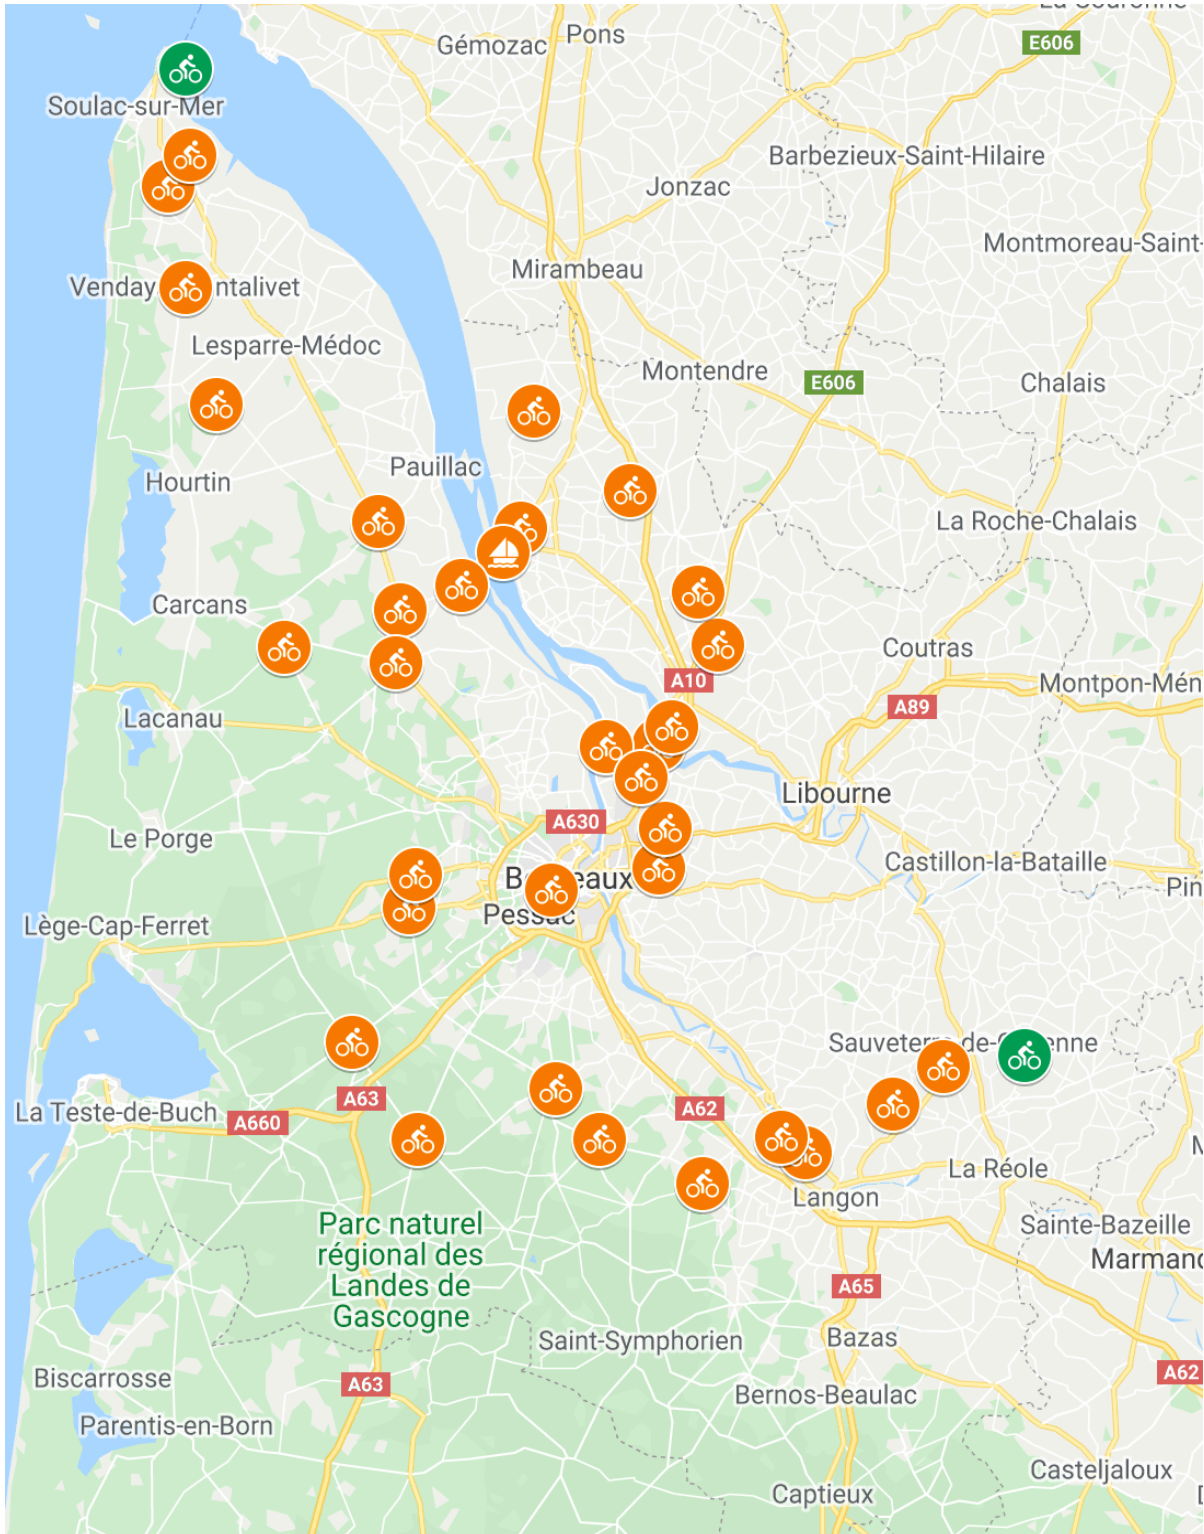 Gémozac
Pons
E606
Soulac-sur-Mer
Barbezieux-Saint-Hilaire
Jonzac
Montmoreau-Saint-
Mirambeau
Lesparre-Médoc
Montendre
E606
Chalais
Pauillac
Hourtin
La Roche-Chalais
Carcans
Coutras
A10
Montpon-Mén
A89
Lacanau
Libourne
A630
Le Porge
Castillon-la-Bataille
Pin
Pessac
Lège-Cap-Ferret
A63
La Teste-de-Buch
A660
A62
La Réole
Langon
Parc naturel
régional des
Landes de
Gascogne
Sainte-Bazeille
Marmand
A65
Saint-Symphorien
Bazas
Biscarrosse
A63
A62
Bernos-Beaulac
Parentis-en-Born
Casteljaloux
Captieux